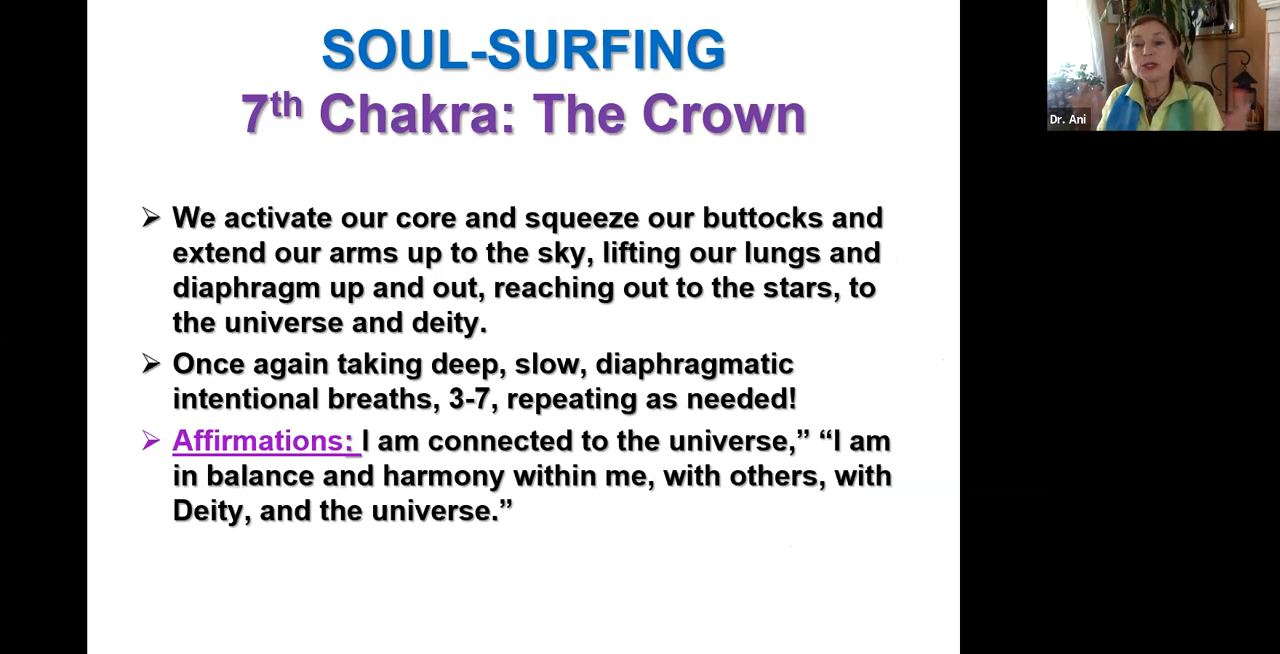 SOUL-SURFING
7th Chakra: The Crown
➢ We activate our core and squeeze our buttocks and
extend our arms up to the sky, lifting our lungs and
diaphragm up and out, reaching out to the stars, to
the universe and deity.
➢ Once again taking deep, slow, diaphragmatic
intentional breaths, 3-7, repeating as needed!
➢ Affirmations: I am connected to the universe,” “I am
in balance and harmony within me, with others, with
Deity, and the universe.”
Dr. Ani